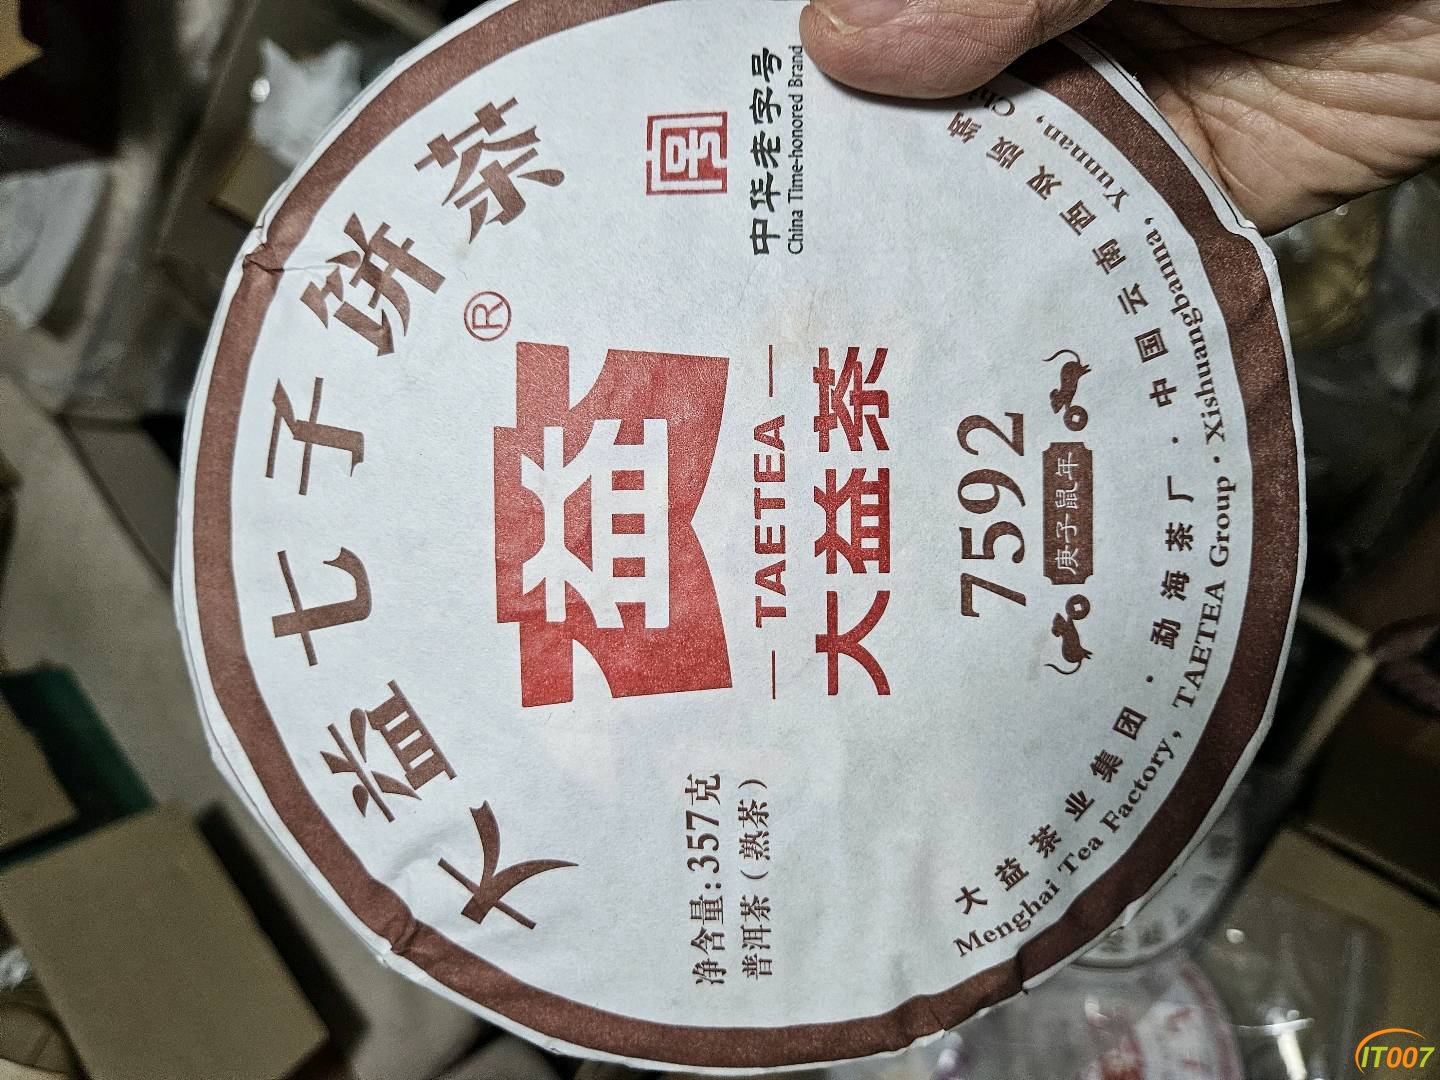 大益七子饼茶
®
号
中华老字号
China Time-honored Brand
益
TAETEA
大益茶
净含量:357克
普洱茶(熟茶)
7592
庚子鼠年
大益茶业集团·勐海茶厂·中国云南西双版纳
Menghai Tea Factory, TAETEA Group·Xishuangbanna, Yunnan, Chi
IT007